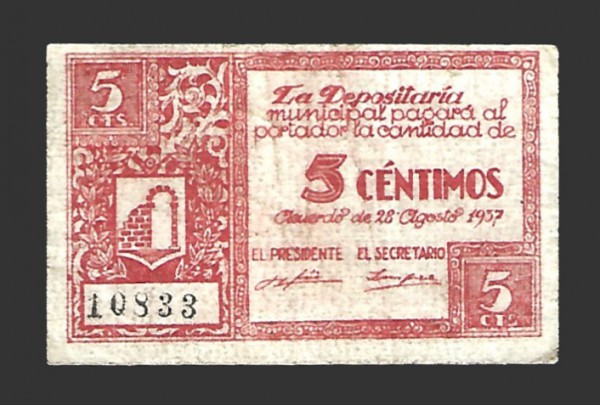 5
CTS.
La Depositaría
municipal pagará al
portador la cantidad de
5 CÉNTIMOS
Acuerdo de 28 Agosto 1937
EL PRESIDENTE EL SECRETARIO
10833
5
CTS